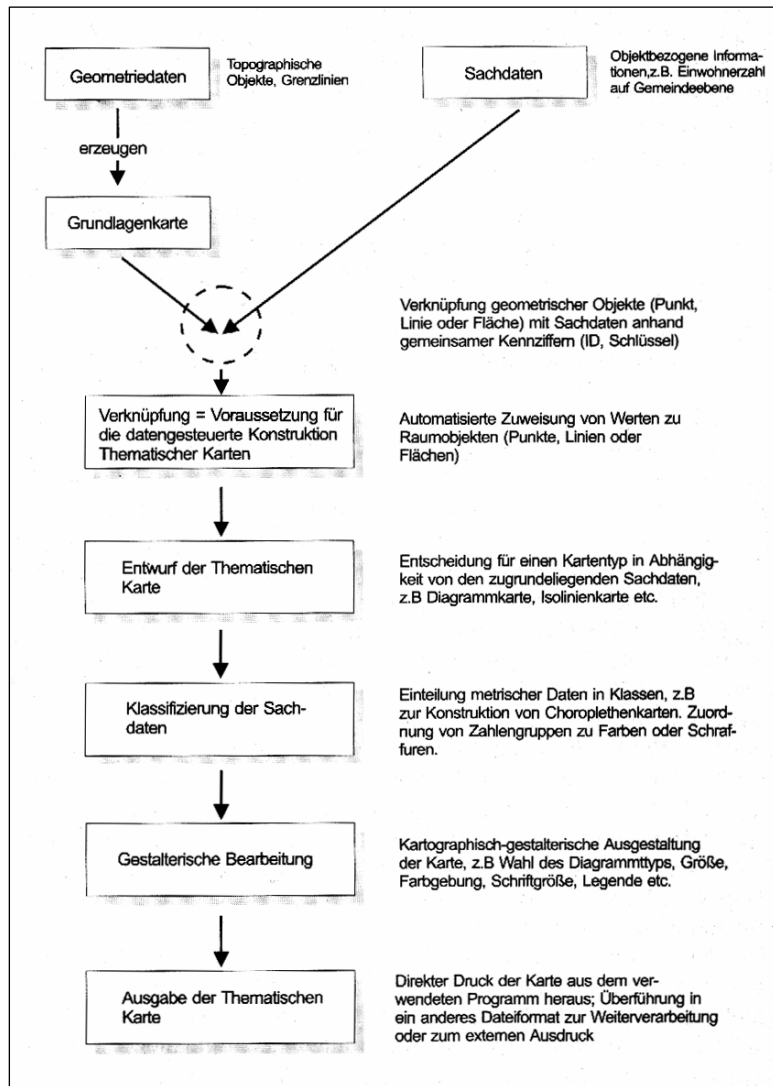 Geometriedaten
Topographische
Objekte, Grenzlinien
Sachdaten
Objektbezogene Informa-
tionen,z.B. Einwohnerzahl
auf Gemeindeebene
erzeugen
Grundlagenkarte
Verknüpfung geometrischer Objekte (Punkt,
Linie oder Fläche) mit Sachdaten anhand
gemeinsamer Kennziffern (ID, Schlüssel)
Verknüpfung = Voraussetzung für
die datengesteuerte Konstruktion
Thematischer Karten
Automatisierte Zuweisung von Werten zu
Raumobjekten (Punkte, Linien oder
Flächen)
Entwurf der Thematischen
Karte
Entscheidung für einen Kartentyp in Abhängig-
keit von den zugrundeliegenden Sachdaten,
z.B Diagrammkarte, Isolinienkarte etc.
Klassifizierung der Sach-
daten
Einteilung metrischer Daten in Klassen, z.B
zur Konstruktion von Choroplethenkarten. Zuord-
nung von Zahlengruppen zu Farben oder Schraf-
furen.
Gestalterische Bearbeitung
Kartographisch-gestalterische Ausgestaltung
der Karte, z.B Wahl des Diagrammttyps, Größe,
Farbgebung, Schriftgröße, Legende etc.
Ausgabe der Thematischen
Karte
Direkter Druck der Karte aus dem ver-
wendeten Programm heraus; Überführung in
ein anderes Dateiformat zur Weiterverarbeitung
oder zum externen Ausdruck